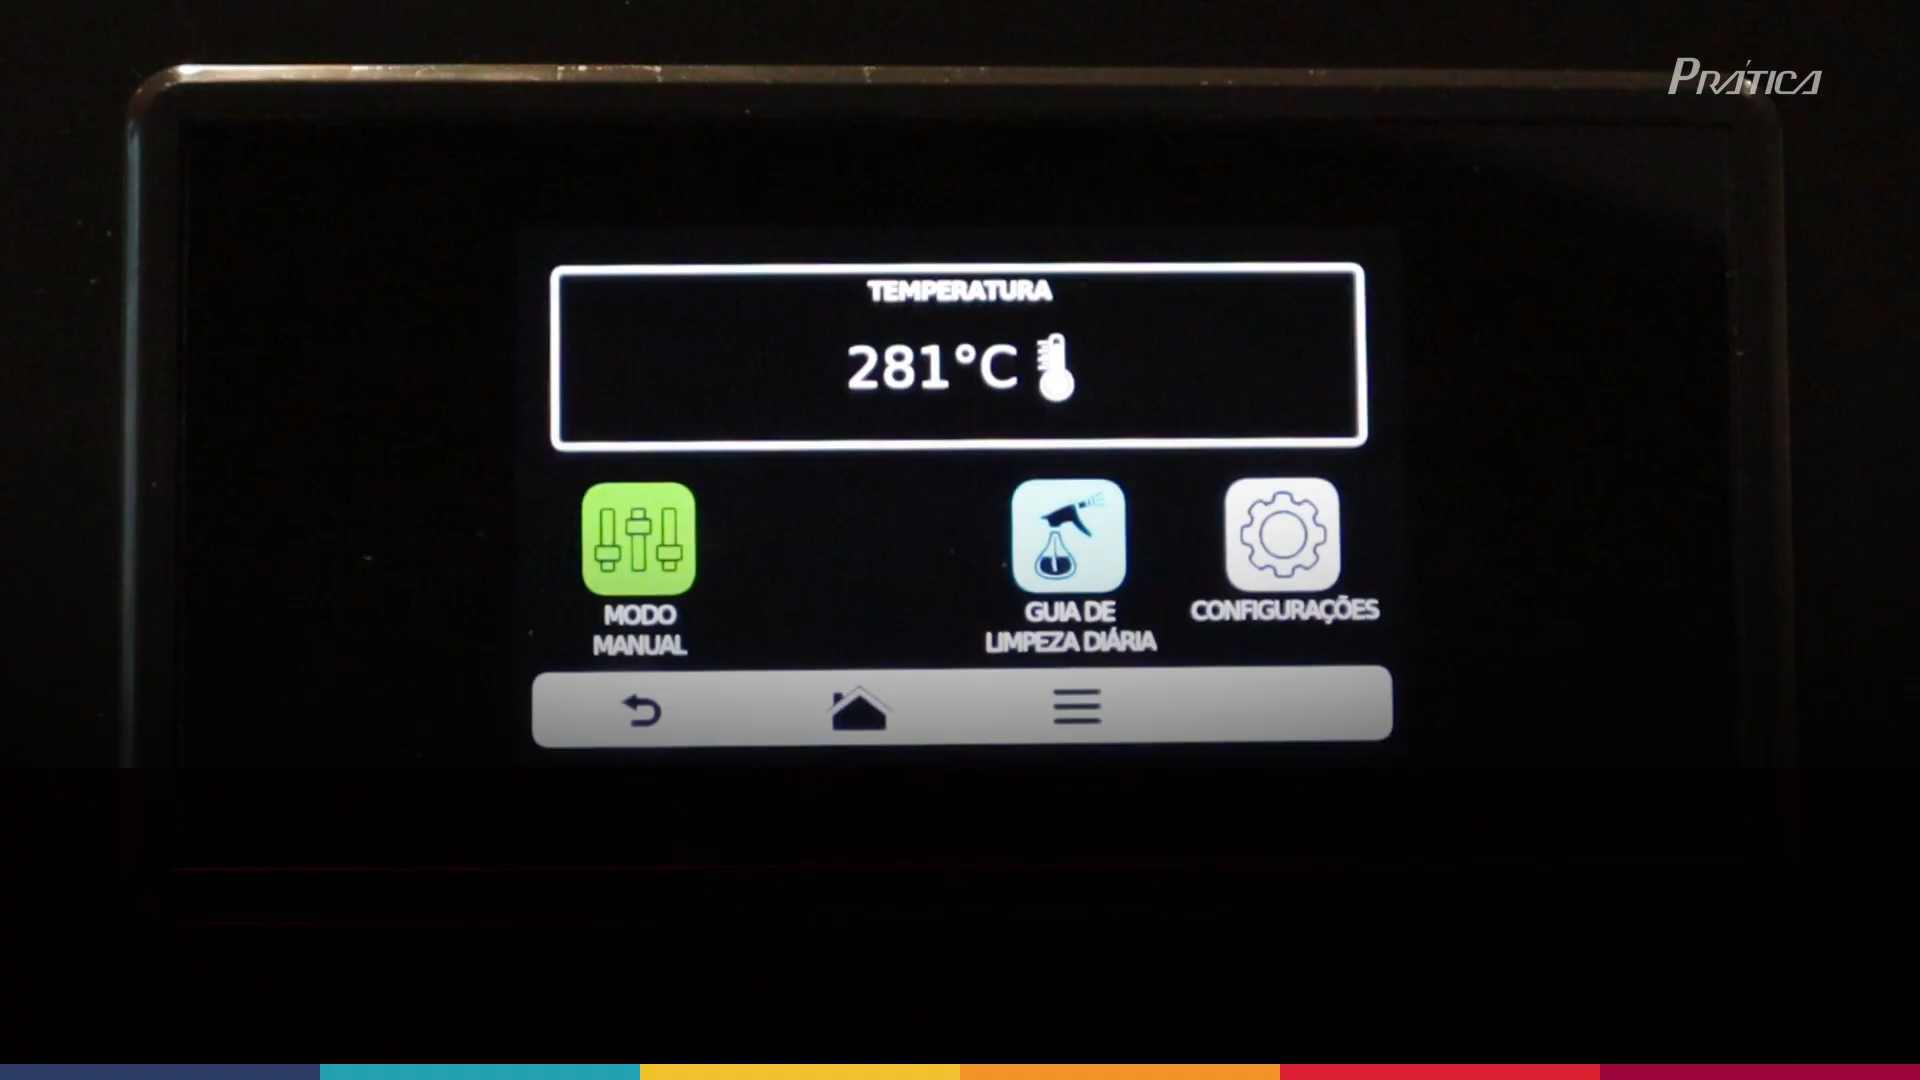 PRÁTICA
TEMPERATURA
281°C
MODO
MANUAL
GUIA DE
LIMPEZA DIÁRIA
CONFIGURAÇÕES